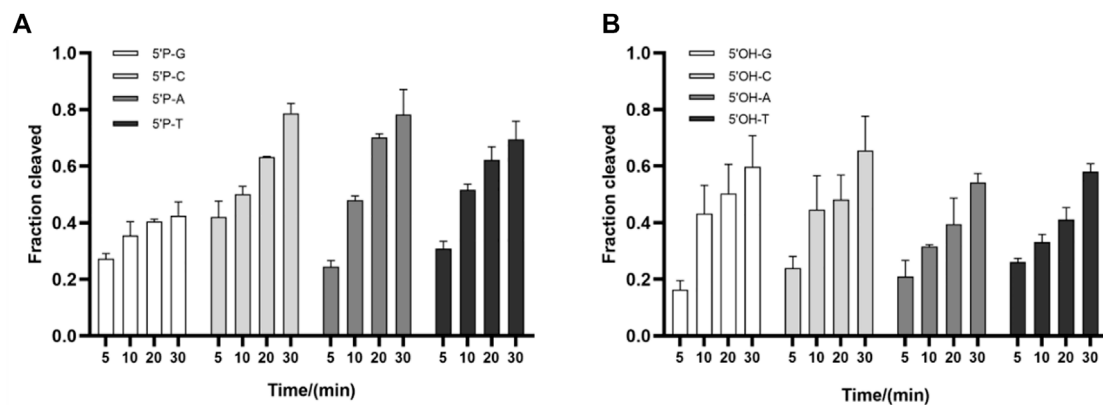 A
1.0
0.8
0.6
0.4
0.2
0.0
Fraction cleaved
5'P-G
5'P-C
5'P-A
5'P-T
5 10 20 30 5 10 20 30 5 10 20 30 5 10 20 30
Time/(min)
B
1.0
0.8
0.6
0.4
0.2
0.0
Fraction cleaved
5'OH-G
5'OH-C
5'OH-A
5'OH-T
5 10 20 30 5 10 20 30 5 10 20 30 5 10 20 30
Time/(min)